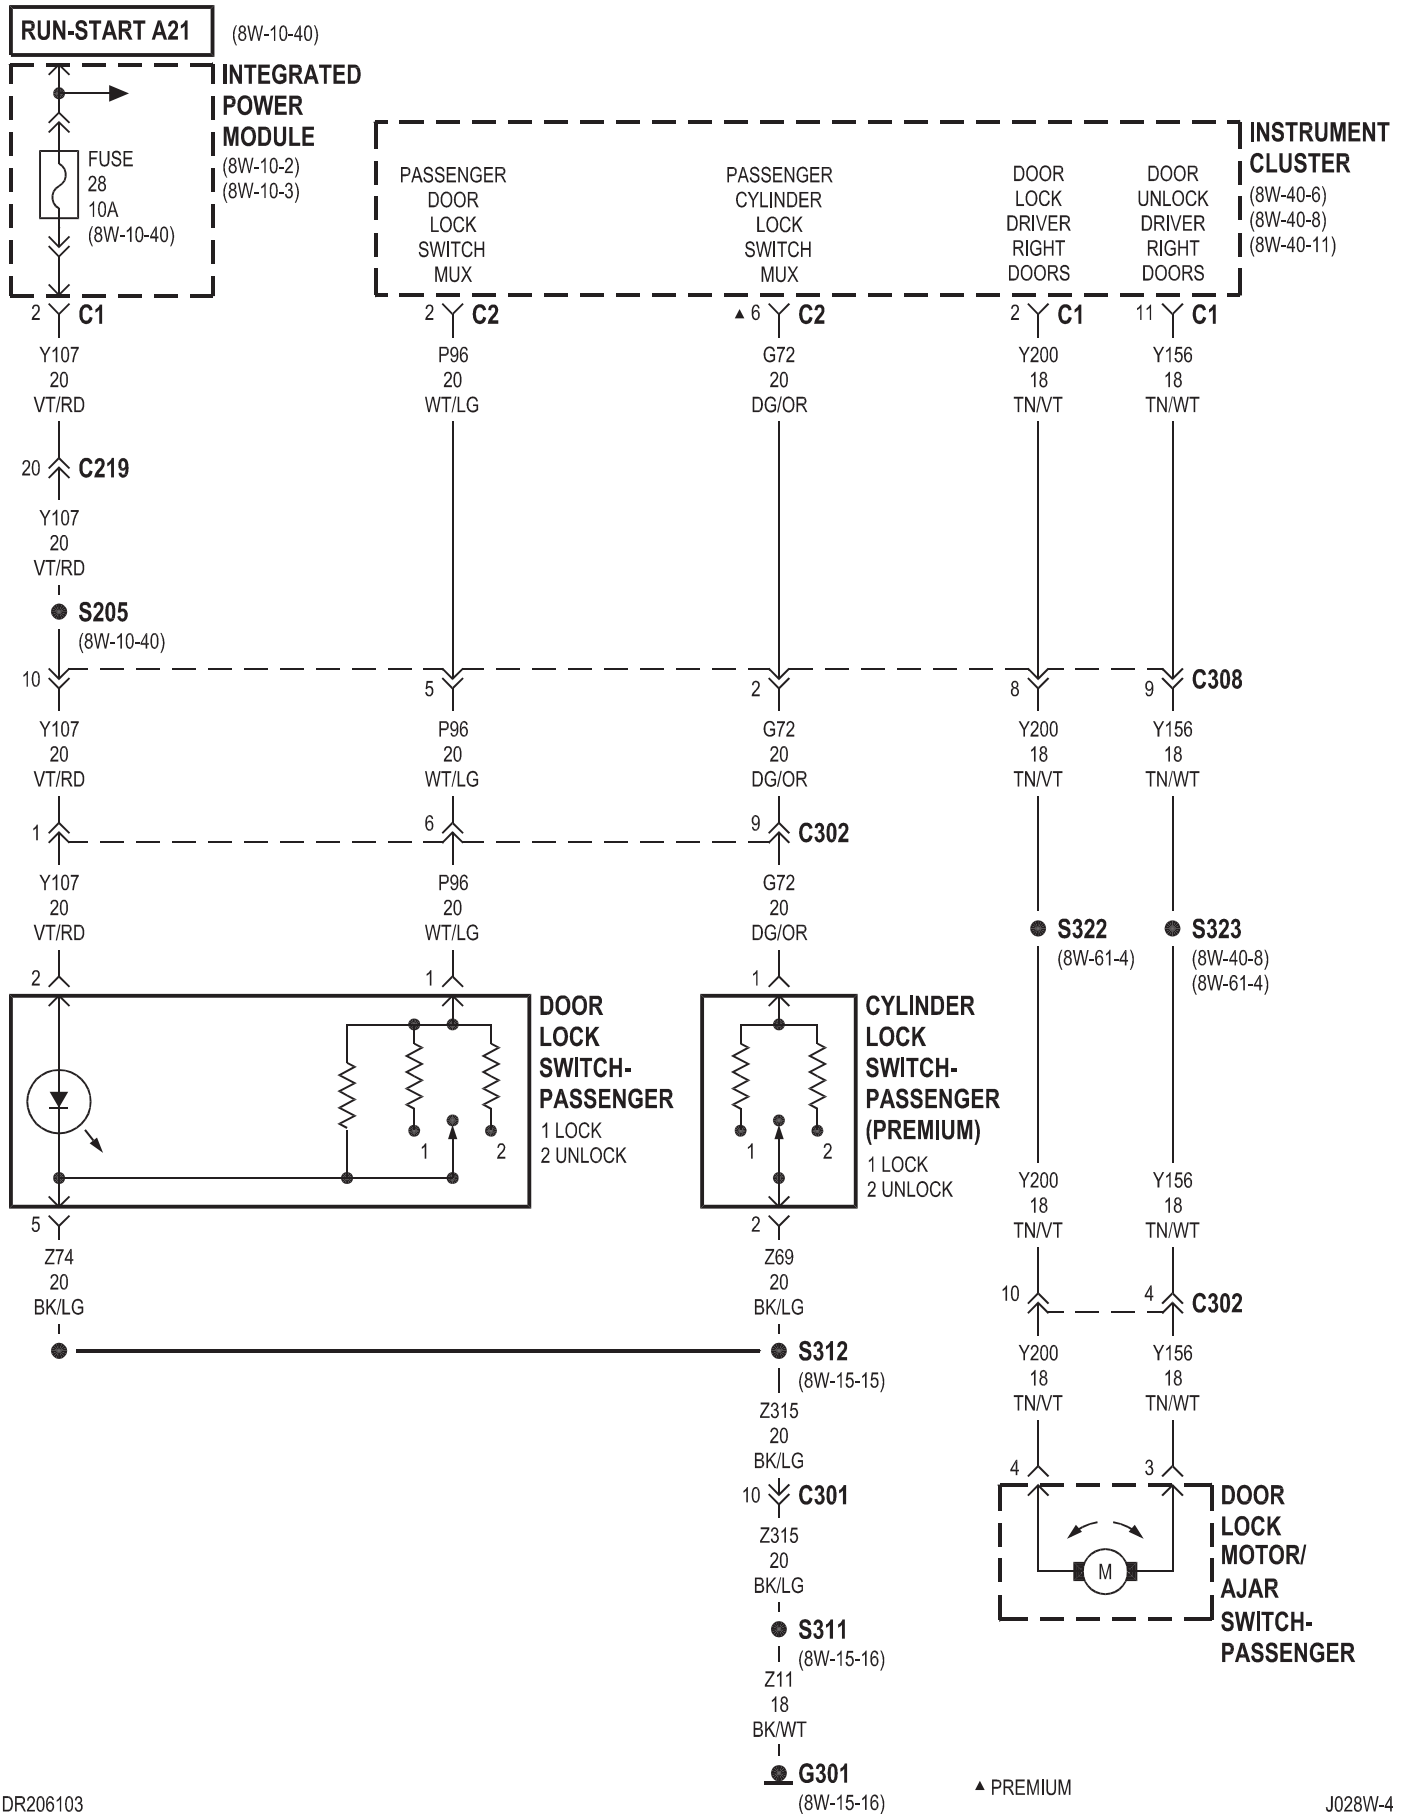 RUN-START A21
(8W-10-40)
INTEGRATED
POWER
MODULE
(8W-10-2)
(8W-10-3)
FUSE
28
10A
(8W-10-40)
PASSENGER
DOOR
LOCK
SWITCH
MUX
PASSENGER
CYLINDER
LOCK
SWITCH
MUX
DOOR
LOCK
DRIVER
RIGHT
DOORS
DOOR
UNLOCK
DRIVER
RIGHT
DOORS
INSTRUMENT
CLUSTER
(8W-40-6)
(8W-40-8)
(8W-40-11)
2 C1
2 C2
▲ 6 C2
2 C1
11 C1
Y107
20
VT/RD
P96
20
WT/LG
G72
20
DG/OR
Y200
18
TN/VT
Y156
18
TN/WT
20 C219
Y107
20
VT/RD
S205
(8W-10-40)
10 5 2 8 9 C308
Y107
20
VT/RD
P96
20
WT/LG
G72
20
DG/OR
Y200
18
TN/VT
Y156
18
TN/WT
1 6 9 C302
Y107
20
VT/RD
P96
20
WT/LG
G72
20
DG/OR
S322
(8W-61-4)
S323
(8W-40-8)
(8W-61-4)
2 1 1
DOOR
LOCK
SWITCH-
PASSENGER
1 LOCK
2 UNLOCK
1 2
CYLINDER
LOCK
SWITCH-
PASSENGER
(PREMIUM)
1 LOCK
2 UNLOCK
1 2
5 2
Z74
20
BK/LG
Z69
20
BK/LG
Y200
18
TN/VT
Y156
18
TN/WT
10 4 C302
S312
(8W-15-15)
Y200
18
TN/VT
Y156
18
TN/WT
Z315
20
BK/LG
10 C301
4 3
DOOR
LOCK
MOTOR/
AJAR
SWITCH-
PASSENGER
M
Z315
20
BK/LG
S311
(8W-15-16)
Z11
18
BK/WT
G301
(8W-15-16)
▲ PREMIUM
DR206103
J028W-4